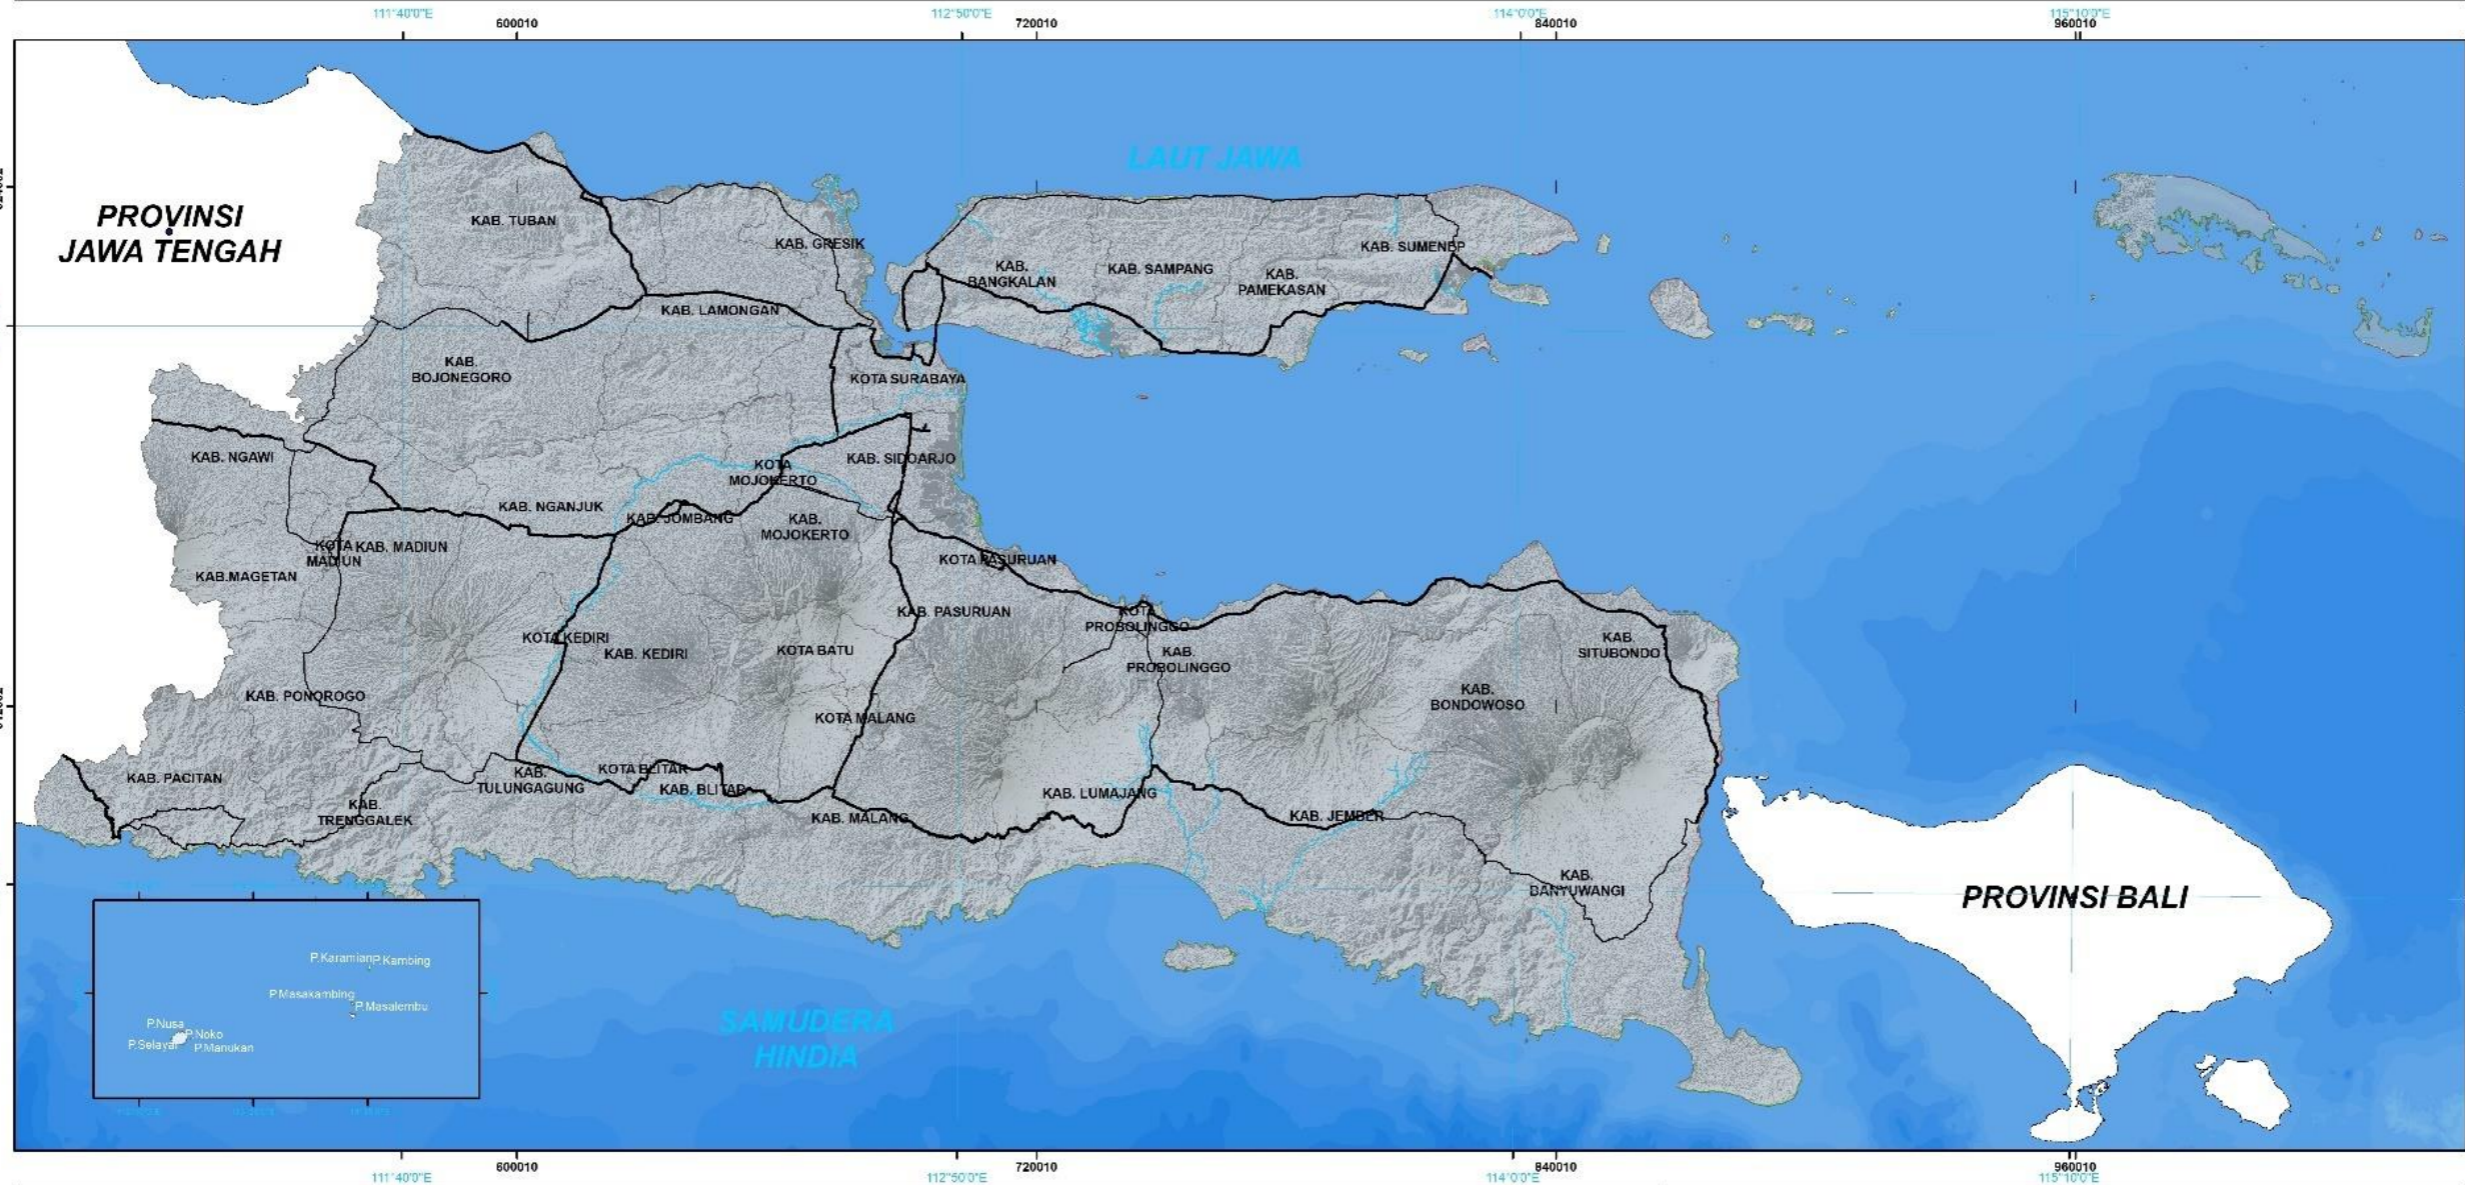 111°40'0"E
112°50'0"E
114°0'0"E
115°10'0"E
600010
720010
840010
960010
LAUT JAWA
PROVINSI
JAWA TENGAH
KAB. TUBAN
KAB. GRESIK
KAB. SUMENEP
KAB.
BANGKALAN
KAB. SAMPANG
KAB.
PAMEKASAN
KAB. LAMONGAN
KAB.
BOJONEGORO
KOTA SURABAYA
KAB. NGAWI
KAB. SIDOARJO
KOTA
MOJOKERTO
KAB. NGANJUK
KAB. JOMBANG
KAB.
MOJOKERTO
KOTA
MADIUN
KAB. MADIUN
KAB.MAGETAN
KOTA PASURUAN
KAB. PASURUAN
KOTA
PROBOLINGGO
KOTA KEDIRI
KAB. KEDIRI
KOTA BATU
KAB.
PROBOLINGGO
KAB.
SITUBONDO
KAB. PONOROGO
KAB.
BONDOWOSO
KOTA MALANG
KAB. PACITAN
KAB.
TULUNGAGUNG
KOTA BLITAR
KAB. BLITAR
KAB. LUMAJANG
KAB.
TRENGGALEK
KAB. MALANG
KAB. JEMBER
KAB.
BANYUWANGI
PROVINSI BALI
P.Karamian
P.Kambing
P.Masakambing
P.Masalembu
P.Nusa
P.Noko
P.Selayar
P.Manukan
SAMUDERA
HINDIA
600010
720010
840010
960010
111°40'0"E
112°50'0"E
114°0'0"E
115°10'0"E